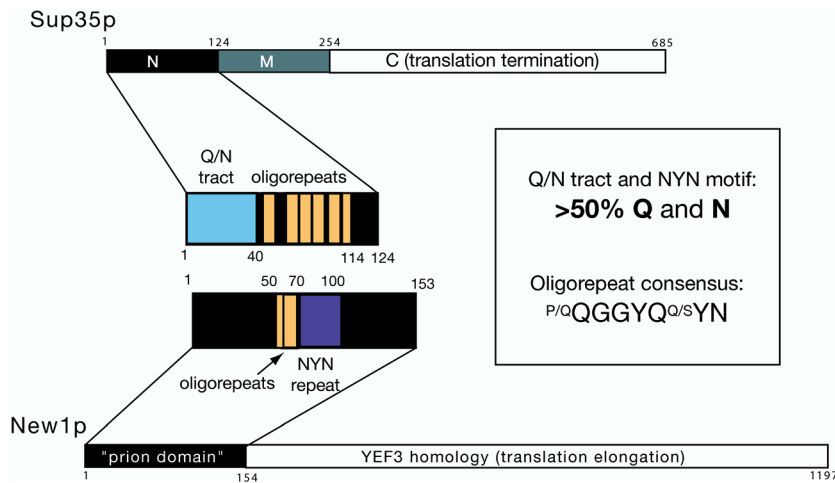 Sup35p
1 124 254 685
N M C (translation termination)
Q/N
tract oligorepeats
1 40 114 124
1 50 70 100 153
oligorepeats NYN
repeat
Q/N tract and NYN motif:
>50% Q and N
Oligorepeat consensus:
P/QQGGYQQ/SYN
New1p
"prion domain" YEF3 homology (translation elongation)
1 154 1197